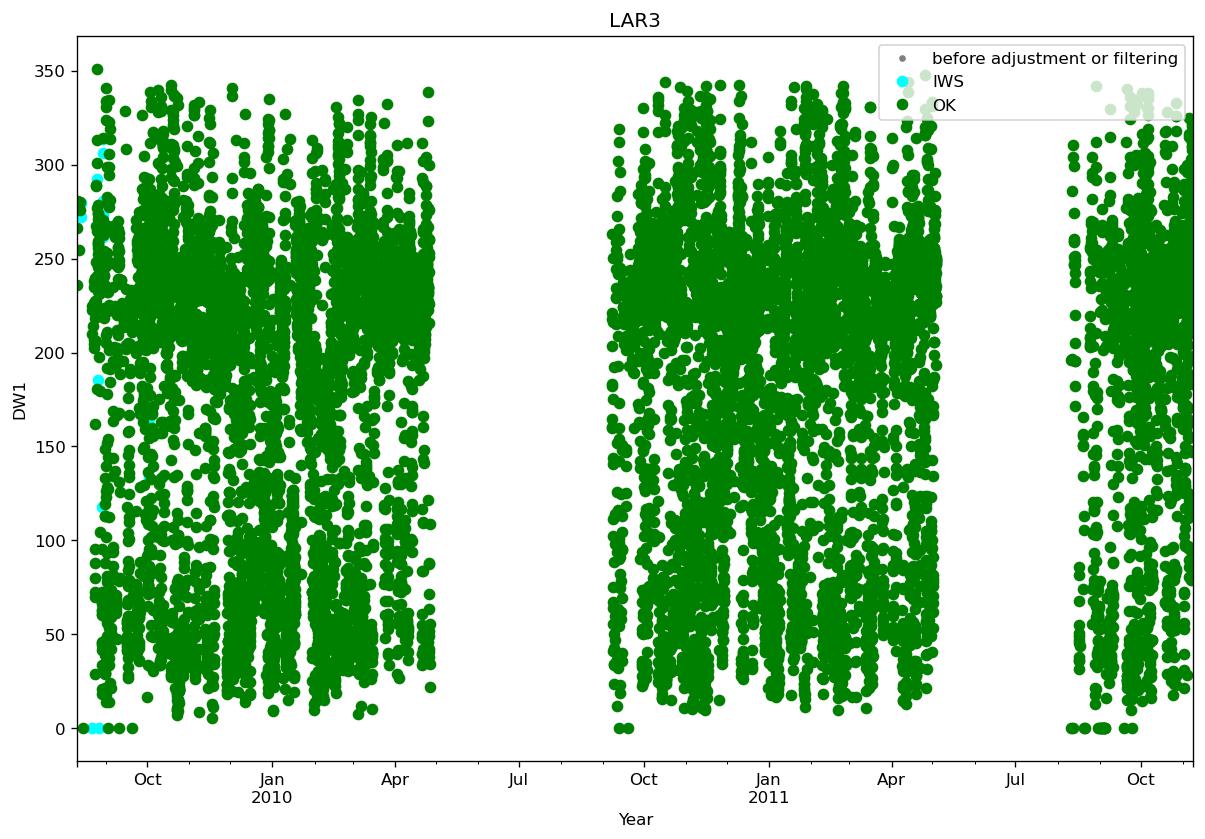 LAR3
before adjustment or filtering
IWS
OK
DW1
350
300
250
200
150
100
50
0
Oct Jan Apr Jul Oct Jan Apr Jul Oct
2010 2011
Year